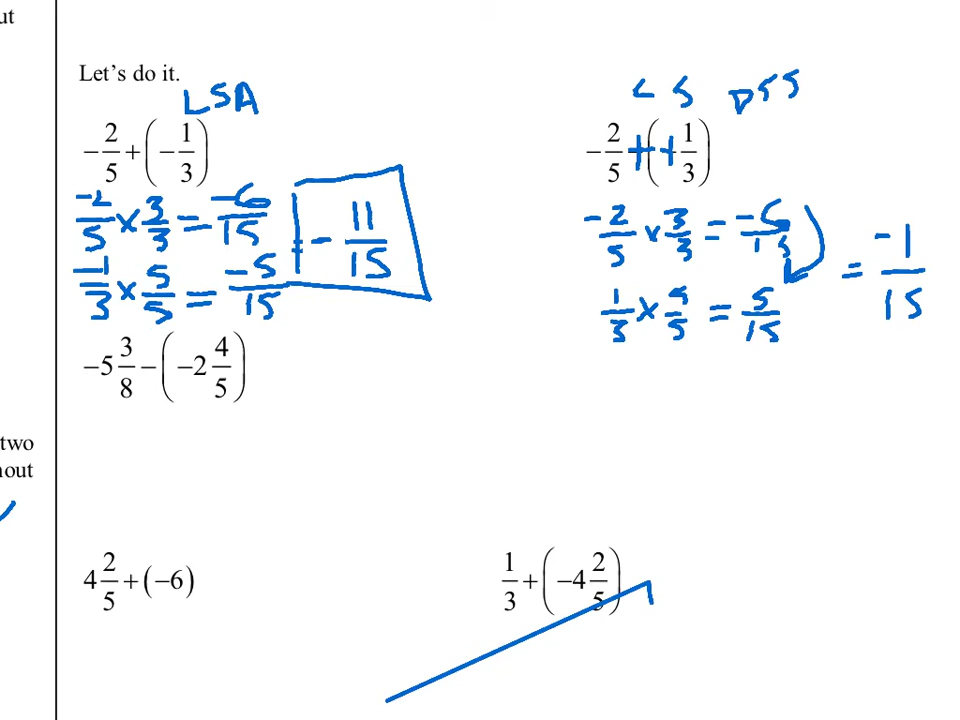 ut
Let's do it.
LSA
-2/5 + (-1/3)
-2/5 × 3/3 = -6/15
-1/3 × 5/5 = -5/15
= -11/15
LS DSS
-2/5 + (+1/3)
-2/5 × 3/3 = -6/15
1/3 × 5/5 = 5/15
= -1/15
-5 3/8 - (-2 4/5)
two
out
4 2/5 + (-6)
1/3 + (-4 2/5)